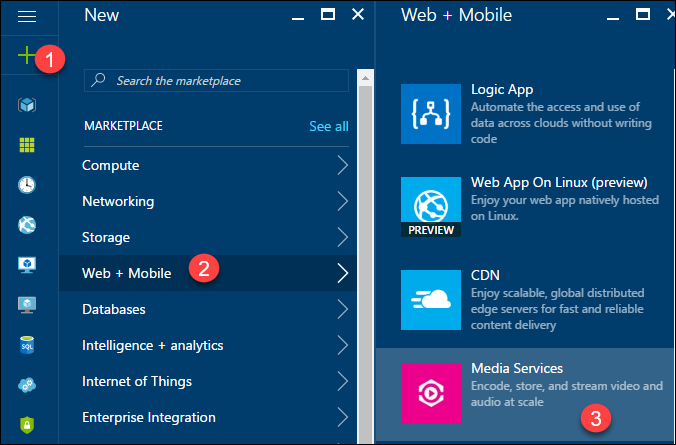 New
Web + Mobile
1
Search the marketplace
MARKETPLACE
See all
Compute
Networking
Storage
Web + Mobile
2
Databases
Intelligence + analytics
Internet of Things
Enterprise Integration
SQL
Logic App
Automate the access and use of
data across clouds without writing
code
Web App On Linux (preview)
Enjoy your web app natively hosted
on Linux.
PREVIEW
CDN
Enjoy scalable, global distributed
edge servers for fast and reliable
content delivery
Media Services
Encode, store, and stream video and
audio at scale
3